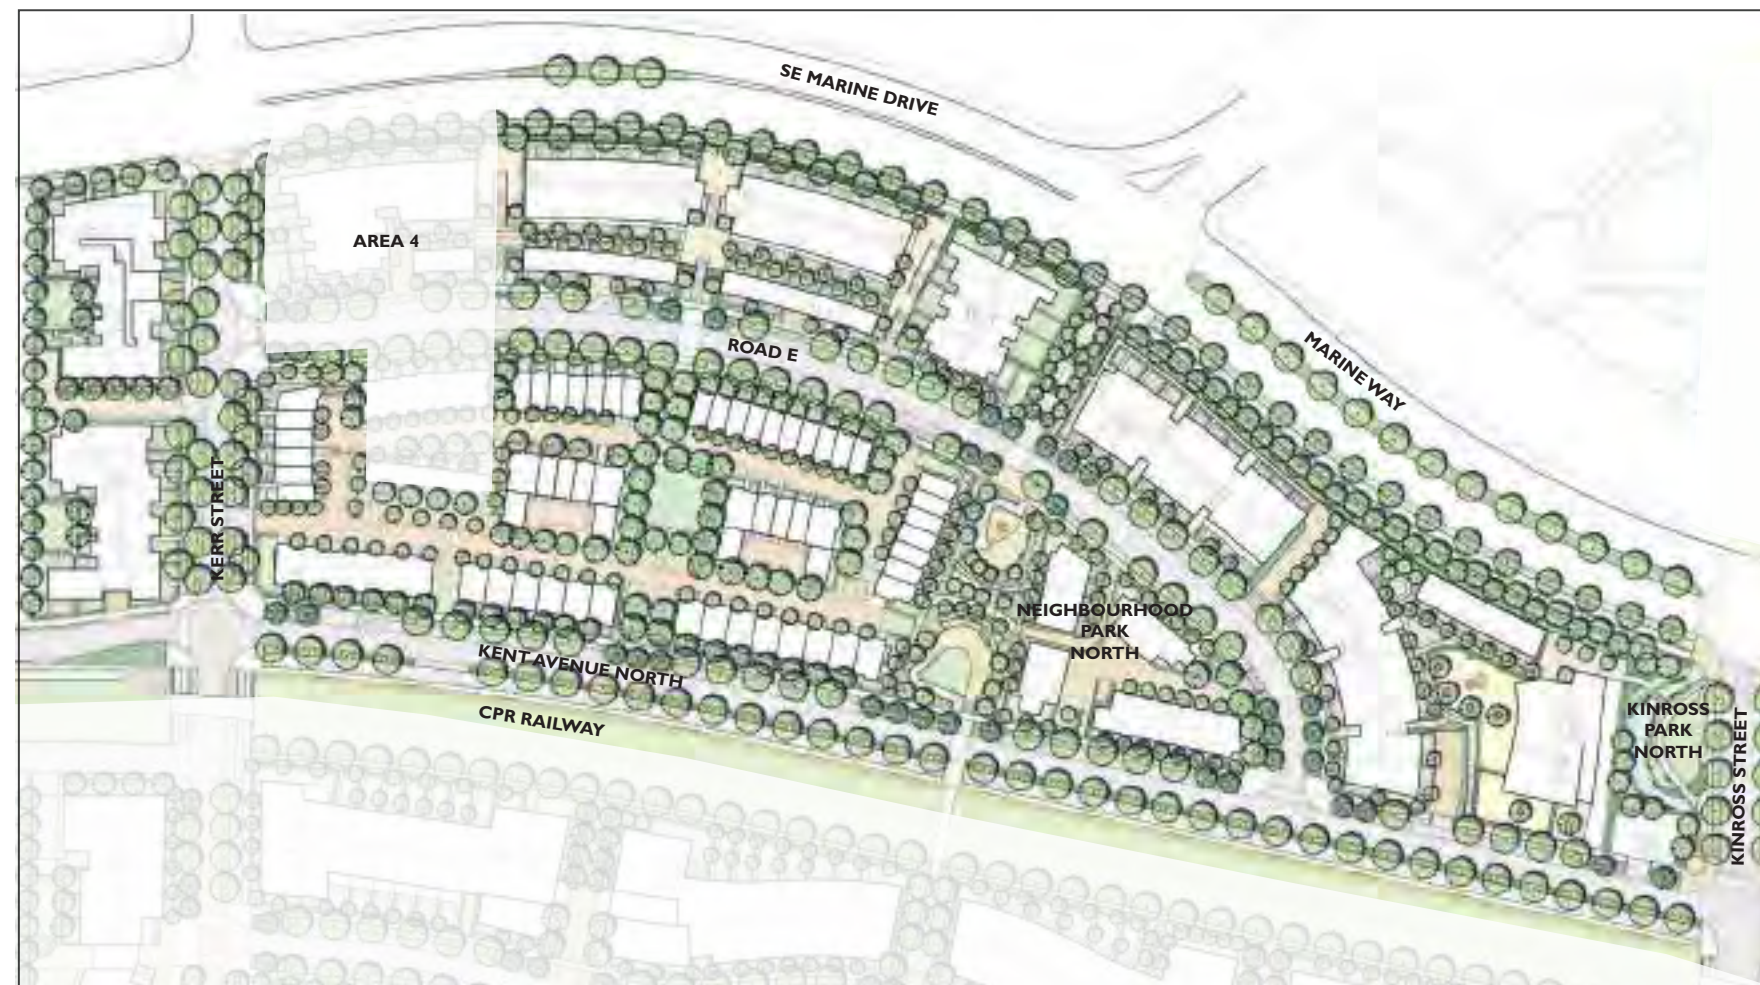 SE MARINE DRIVE
AREA 4
ROAD E
MARINE WAY
KERR STREET
NEIGHBOURHOOD
PARK
NORTH
KENT AVENUE NORTH
CPR RAILWAY
KINROSS
PARK
NORTH
KINROSS STREET